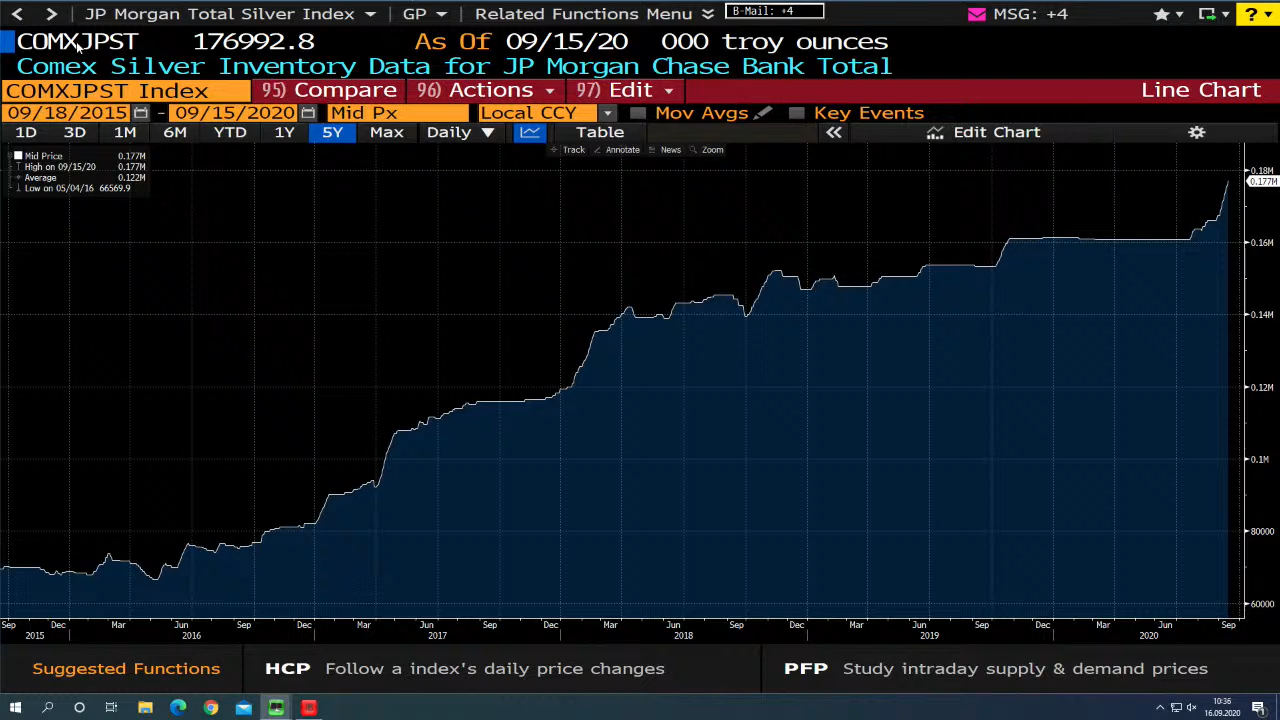 JP Morgan Total Silver Index GP Related Functions Menu B-Mail: +4 MSG: +4 ?
COMXJPST 176992.8 As Of 09/15/20 000 troy ounces
Comex Silver Inventory Data for JP Morgan Chase Bank Total
COMXJPST Index 95) Compare 96) Actions 97) Edit Line Chart
09/18/2015 - 09/15/2020 Mid Px Local CCY Mov Avgs Key Events
1D 3D 1M 6M YTD 1Y 5Y Max Daily ▼ Table « Edit Chart
Track Annotate News Zoom
Mid Price 0.177M
High on 09/15/20 0.177M
Average 0.122M
Low on 05/04/16 66569.9
0.18M
0.177M
0.16M
0.14M
0.12M
0.1M
80000
60000
Sep Dec Mar Jun Sep Dec Mar Jun Sep Dec Mar Jun Sep Dec Mar Jun Sep Dec Mar Jun Sep
2015 2016 2017 2018 2019 2020
Suggested Functions HCP Follow a index's daily price changes PFP Study intraday supply & demand prices
10:36
16.09.2020
1